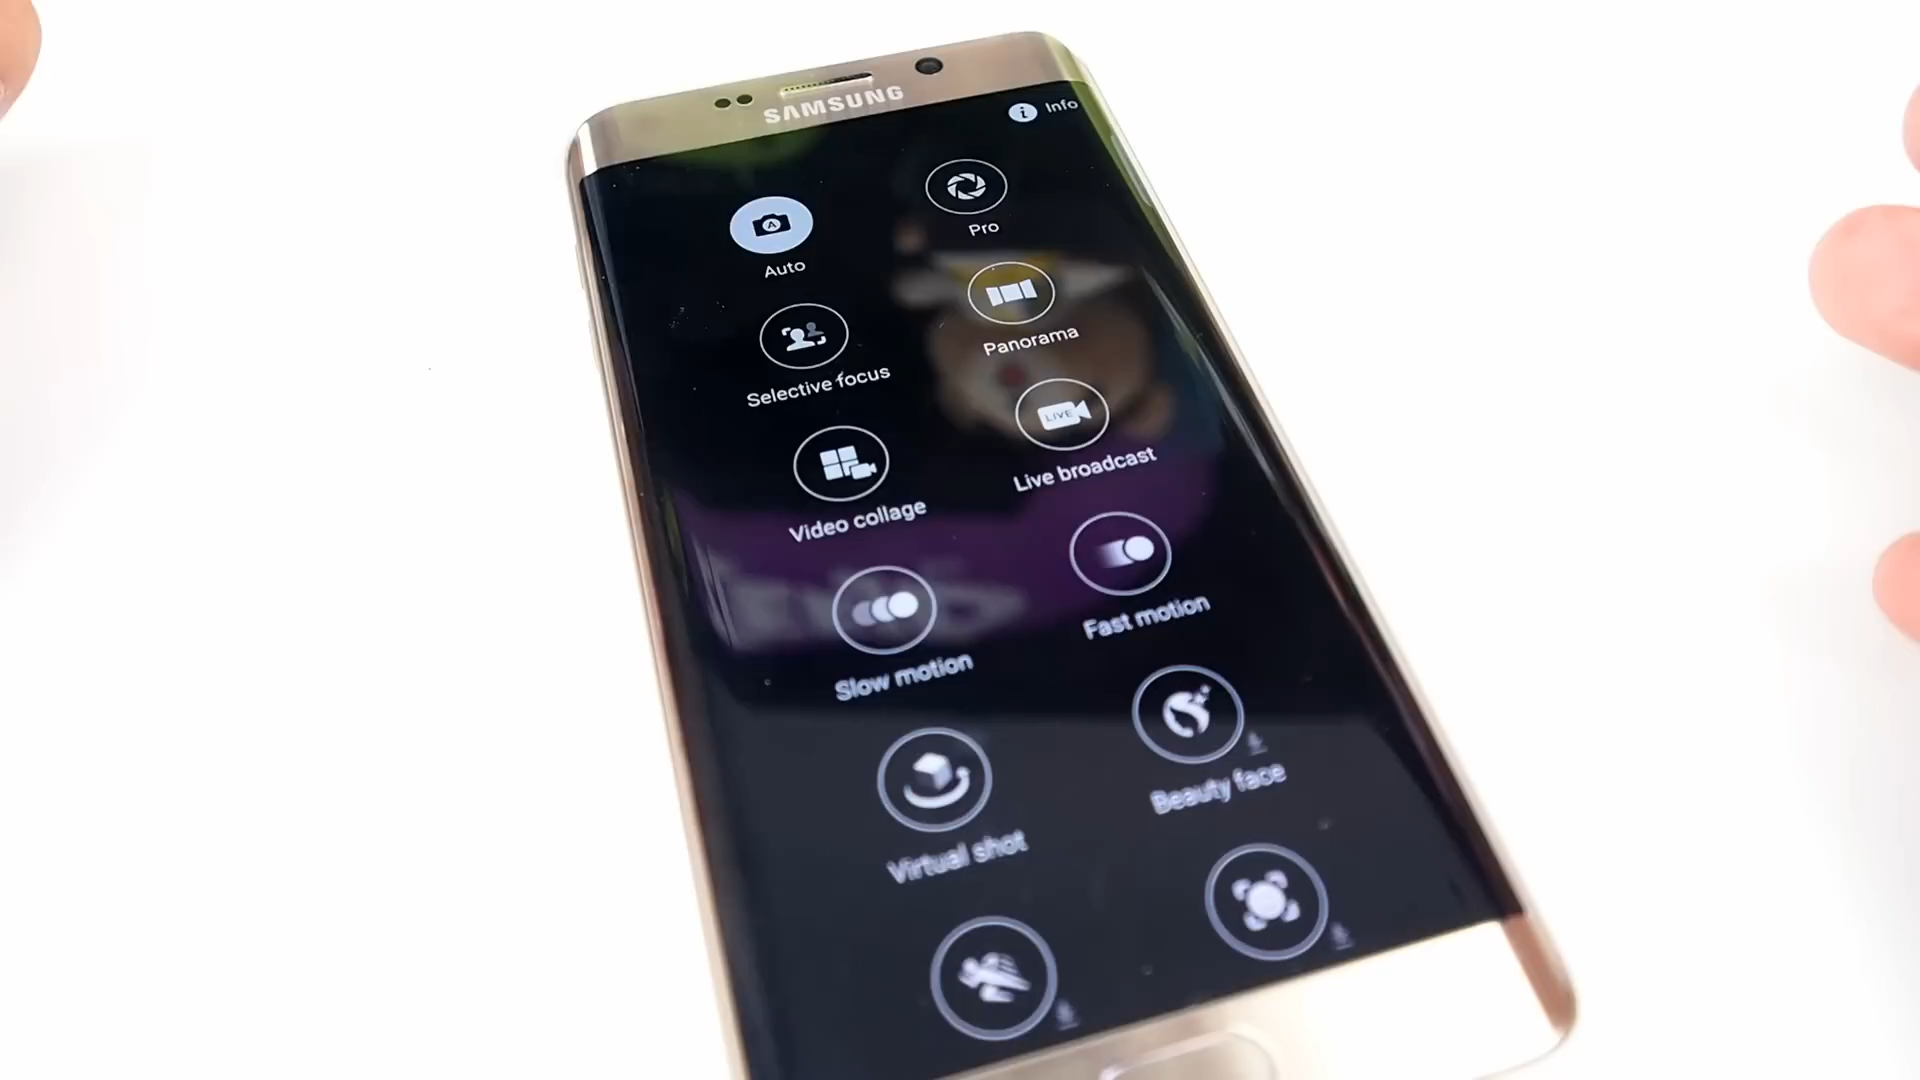 SAMSUNG
Info
Auto
Pro
Selective focus
Panorama
Video collage
LIVE
Live broadcast
Slow motion
Fast motion
Virtual shot
Beauty face